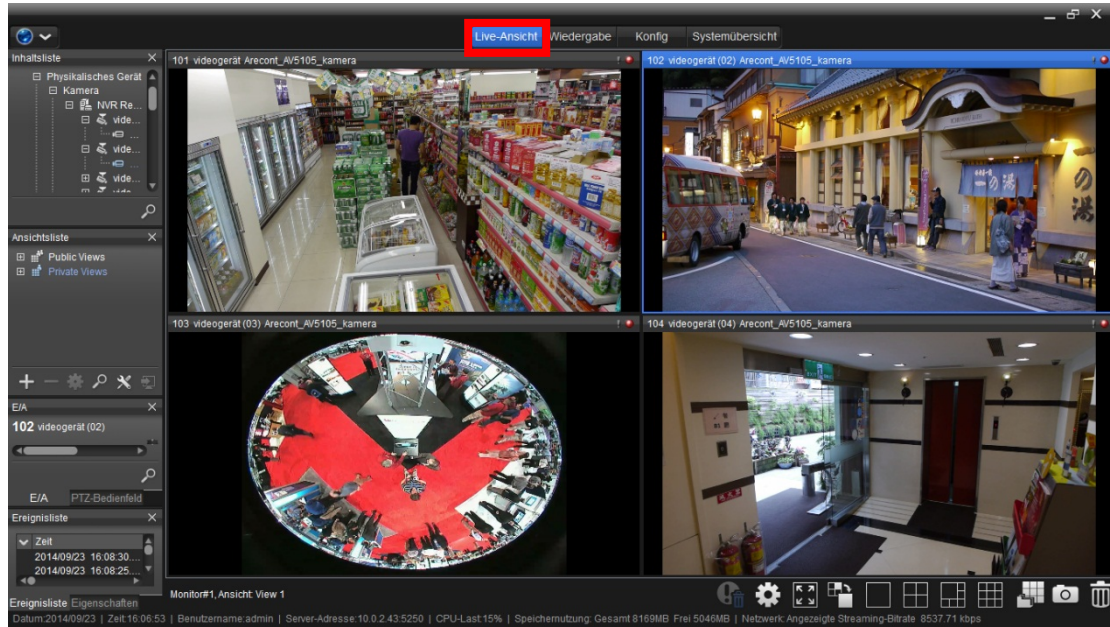 Live-Ansicht Wiedergabe Konfig Systemübersicht
Inhaltsliste
Physikalisches Gerät
Kamera
NVR Re...
vide...
...
vide...
...
vide...
Ansichtsliste
Public Views
Private Views
E/A
102 videogerät (02)
E/A PTZ-Bedienfeld
Ereignisliste
Zeit
2014/09/23 16:08:30....
2014/09/23 16:08:25....
Ereignisliste Eigenschaften
101 videogerät Arecont_AV5105_kamera
102 videogerät (02) Arecont_AV5105_kamera
の湯
の湯
103 videogerät (03) Arecont_AV5105_kamera
104 videogerät (04) Arecont_AV5105_kamera
Monitor#1, Ansicht: View 1
Datum:2014/09/23 | Zeit:16:06:53 | Benutzername:admin | Server-Adresse:10.0.2.43:5250 | CPU-Last:15% | Speichernutzung: Gesamt 8169MB Frei 5046MB | Netzwerk: Angezeigte Streaming-Bitrate 8537.71 kbps